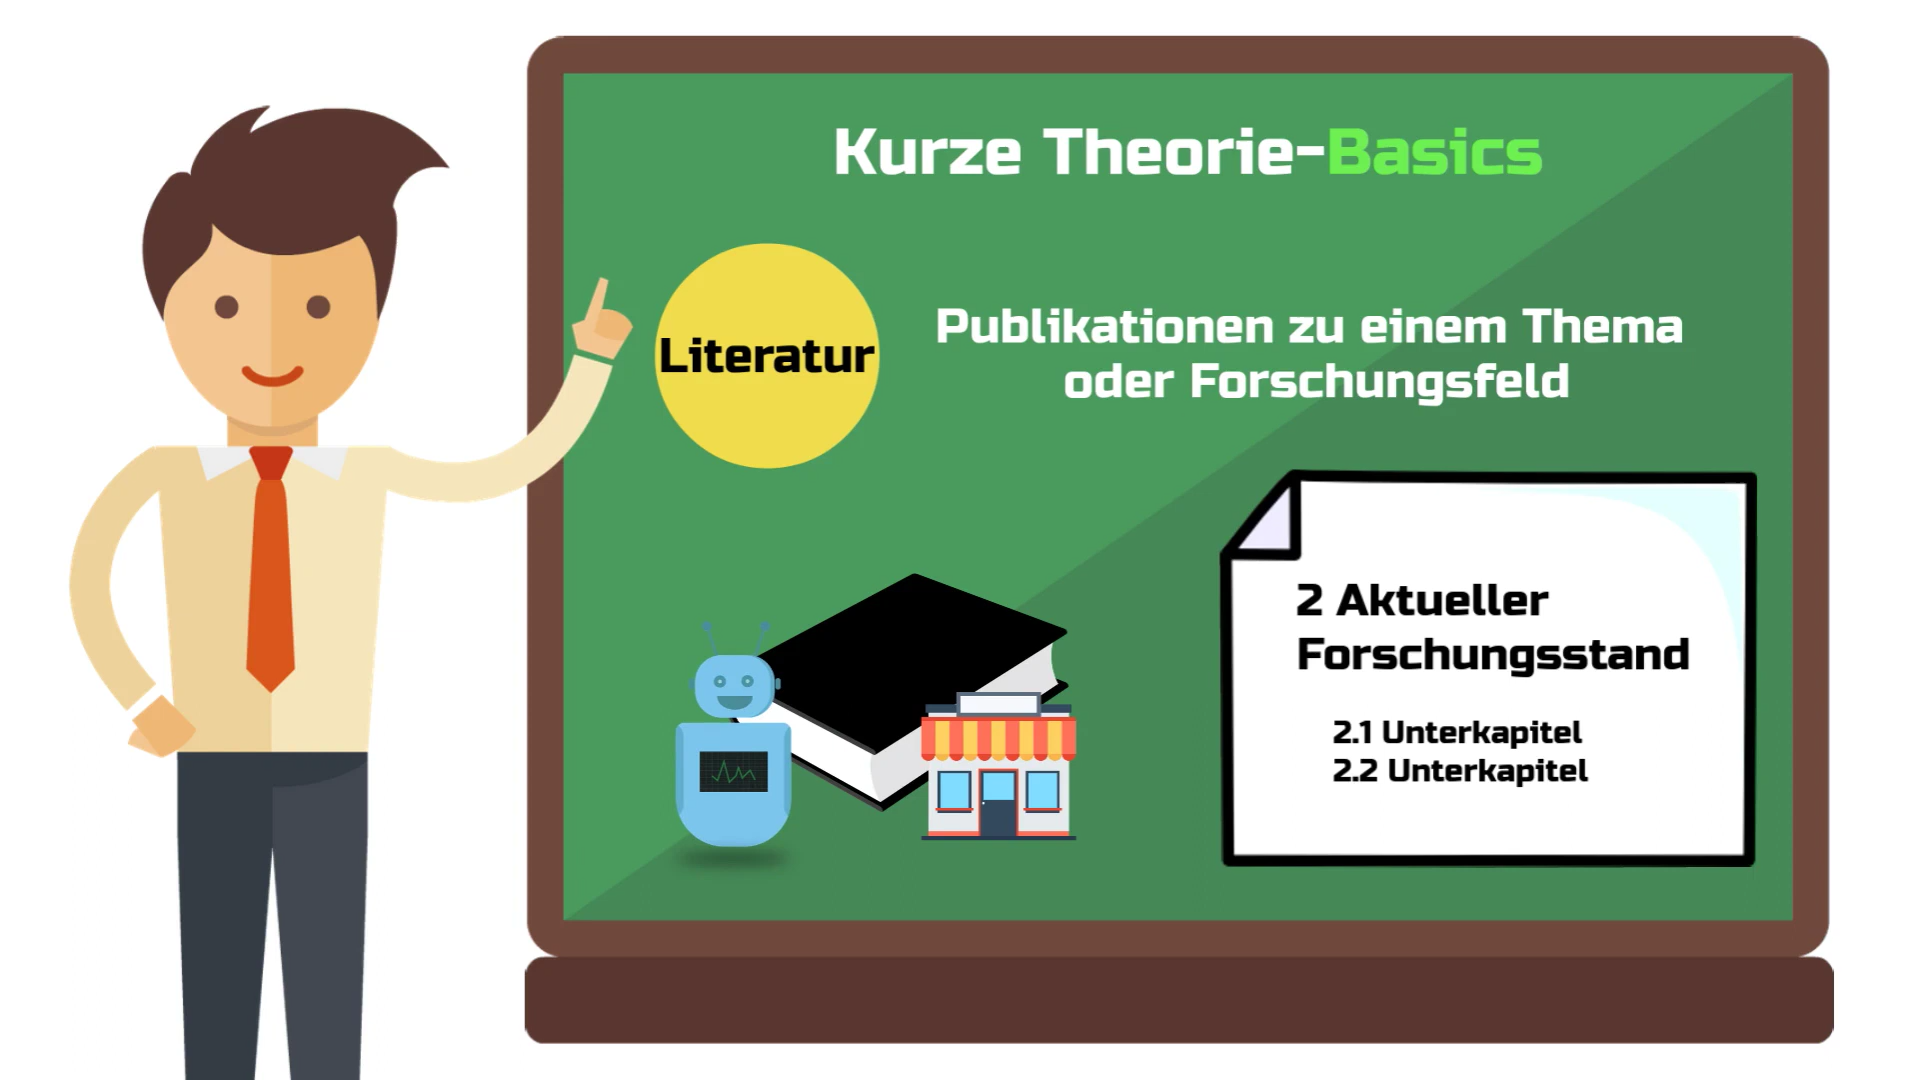 Kurze Theorie-Basics
Literatur
Publikationen zu einem Thema
oder Forschungsfeld
2 Aktueller
Forschungsstand
2.1 Unterkapitel
2.2 Unterkapitel